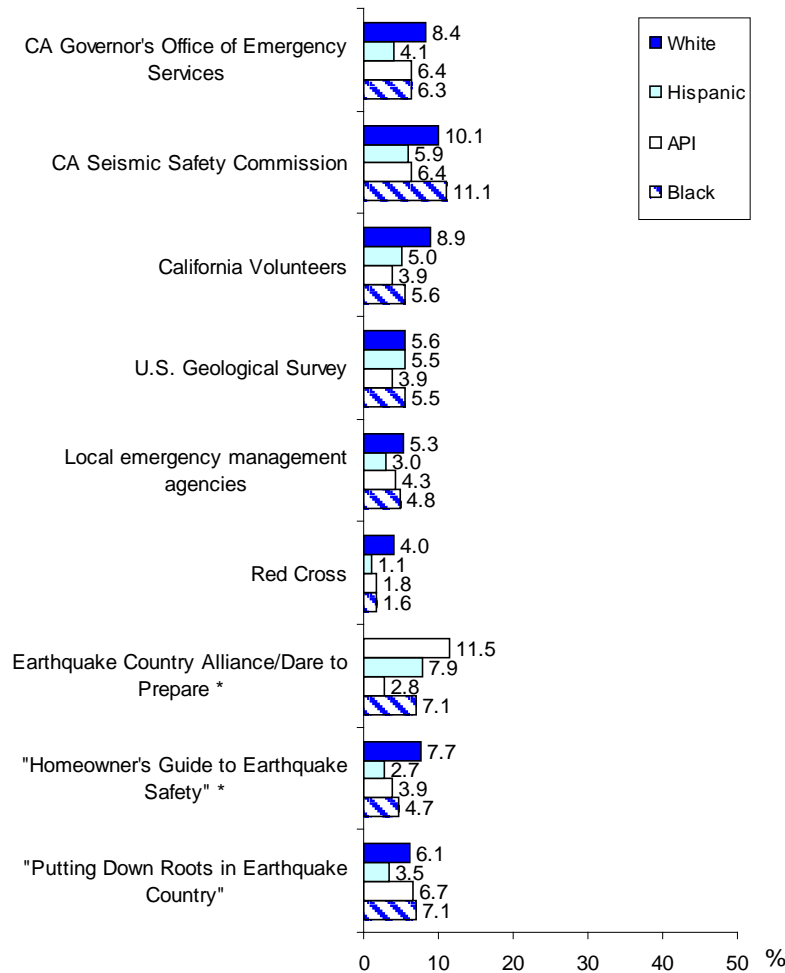 White
Hispanic
API
Black
CA Governor's Office of Emergency
Services
8.4
4.1
6.4
6.3
CA Seismic Safety Commission
10.1
5.9
6.4
11.1
California Volunteers
8.9
5.0
3.9
5.6
U.S. Geological Survey
5.6
5.5
3.9
5.5
Local emergency management
agencies
5.3
3.0
4.3
4.8
Red Cross
4.0
1.1
1.8
1.6
Earthquake Country Alliance/Dare to
Prepare *
11.5
7.9
2.8
7.1
"Homeowner's Guide to Earthquake
Safety" *
7.7
2.7
3.9
4.7
"Putting Down Roots in Earthquake
Country"
6.1
3.5
6.7
7.1
0 10 20 30 40 50 %